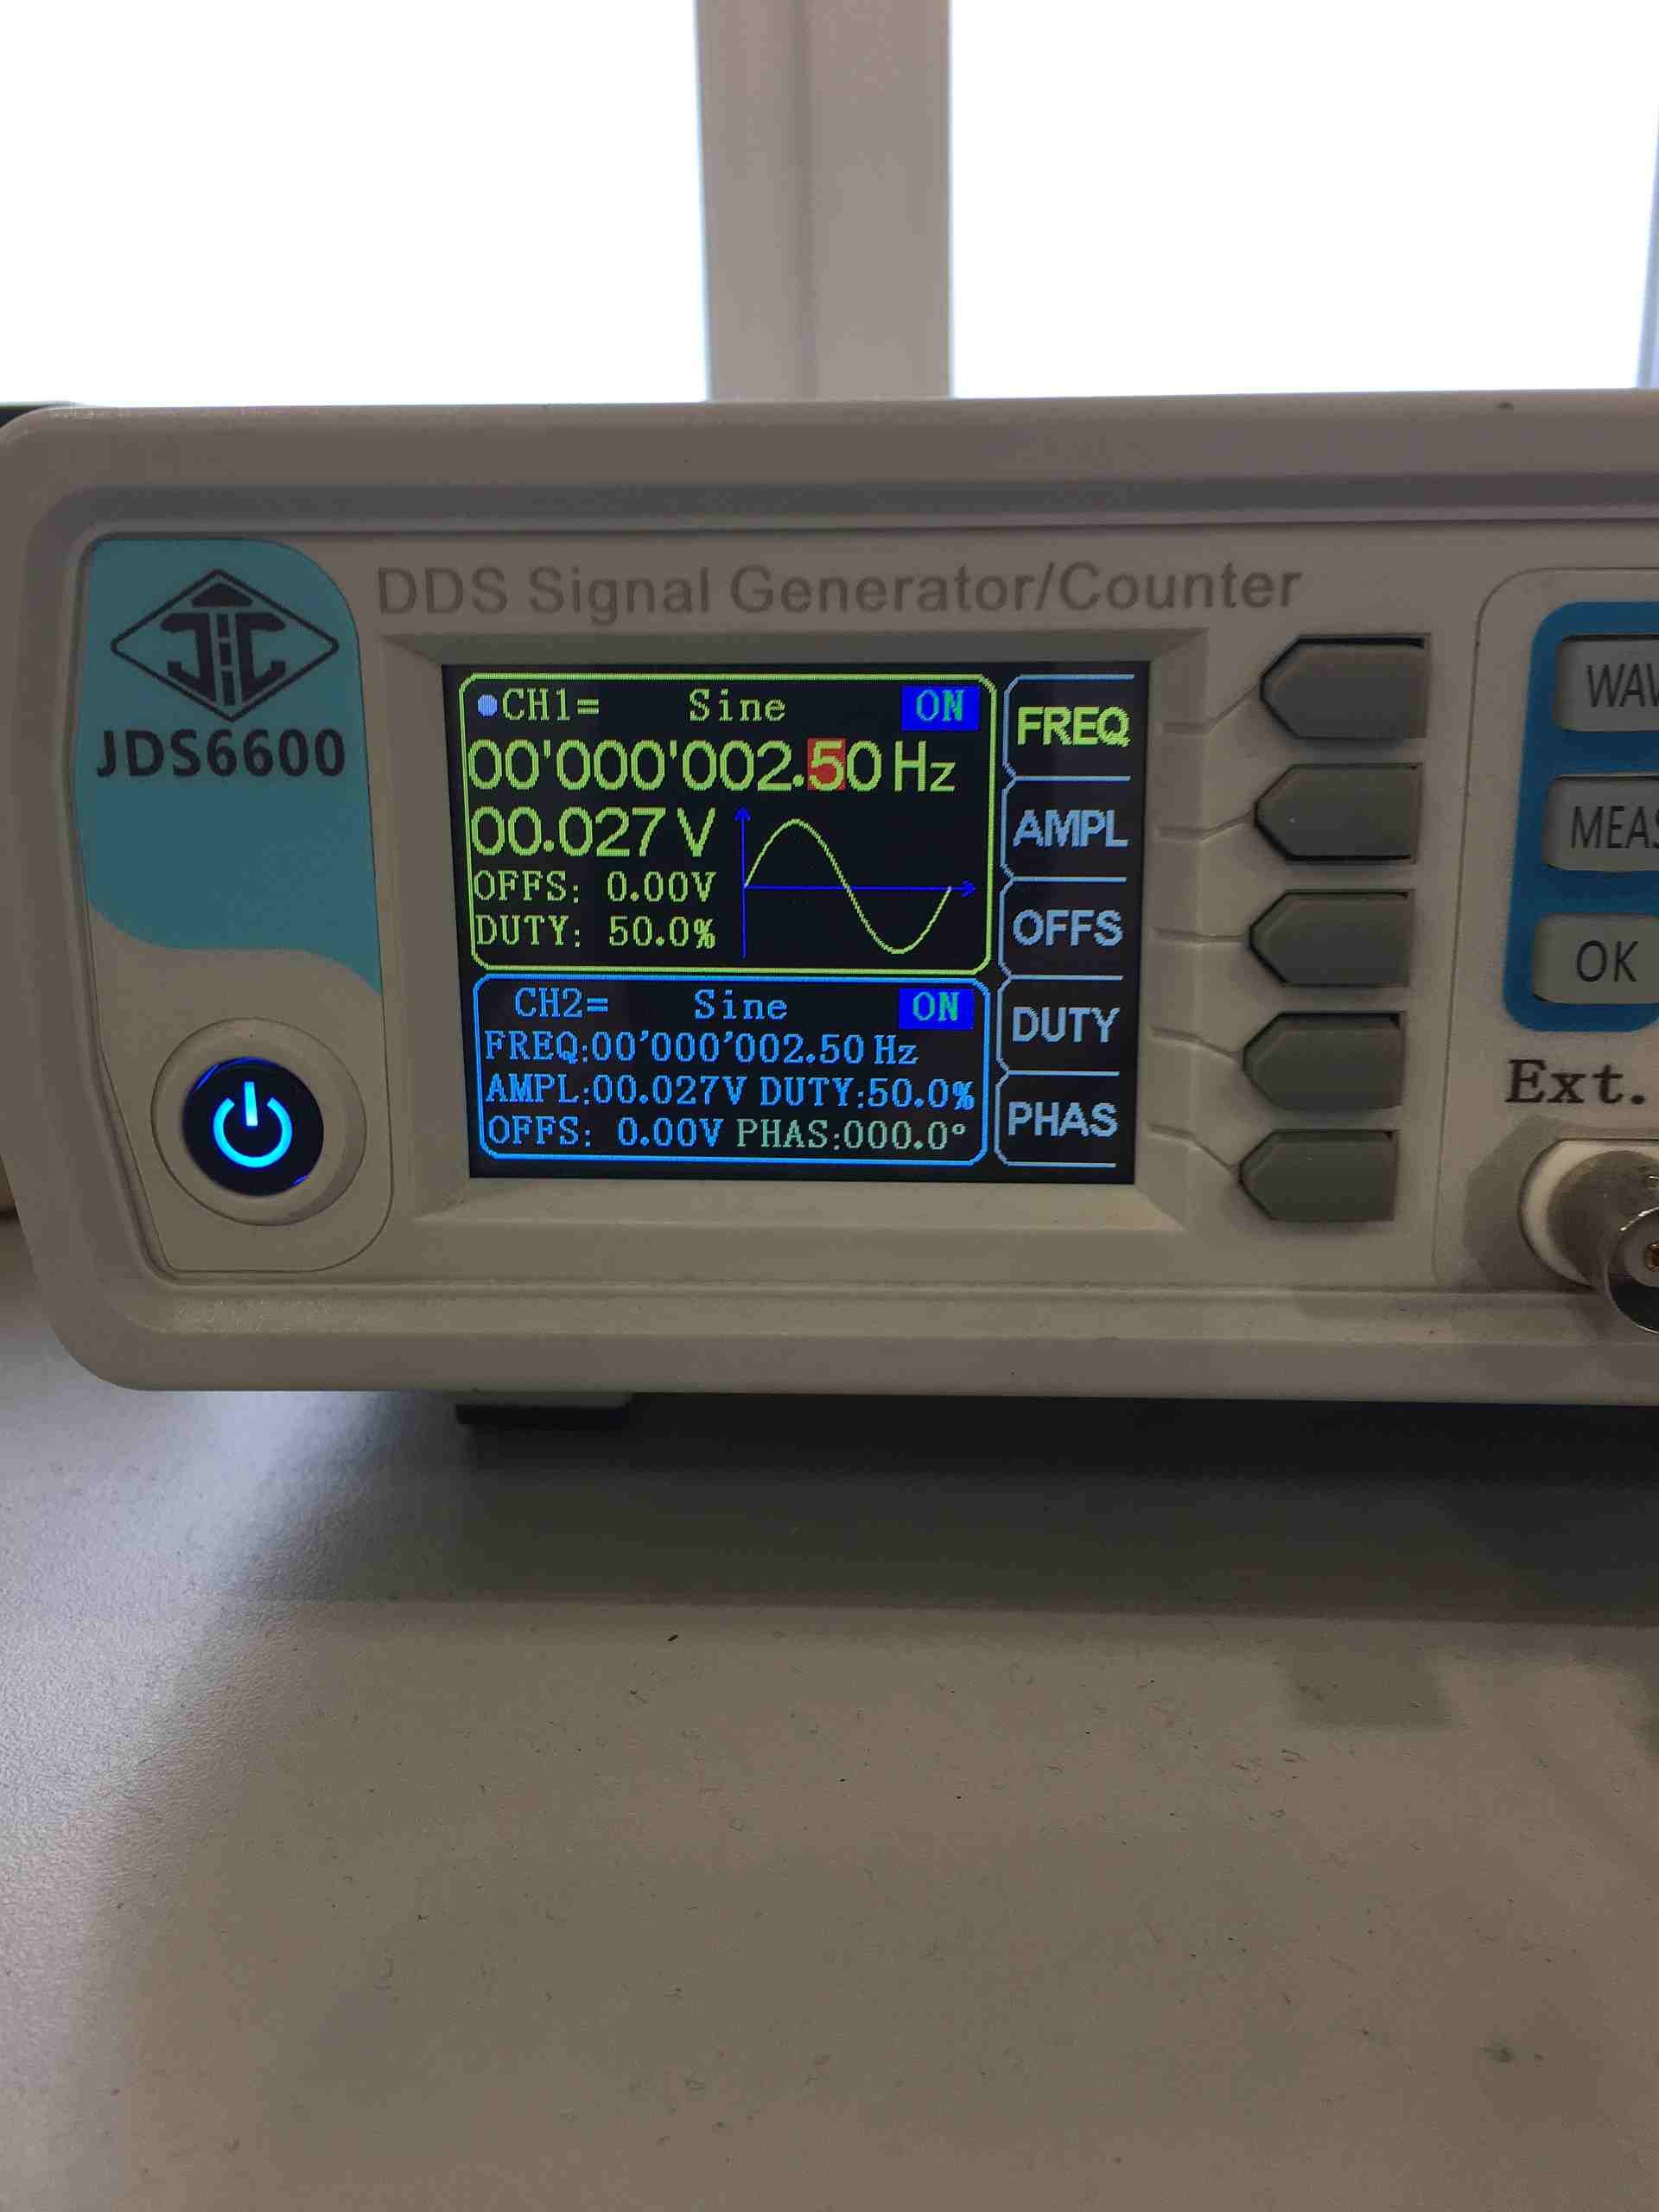 DDS Signal Generator/Counter
JDS6600
CH1= Sine ON
00'000'002.50 Hz
00.027 V
OFFS: 0.00V
DUTY: 50.0%
CH2= Sine ON
FREQ:00'000'002.50 Hz
AMPL:00.027V DUTY:50.0%
OFFS: 0.00V PHAS:000.0°
FREQ
AMPL
OFFS
DUTY
PHAS
WAV
MEAS
OK
Ext.